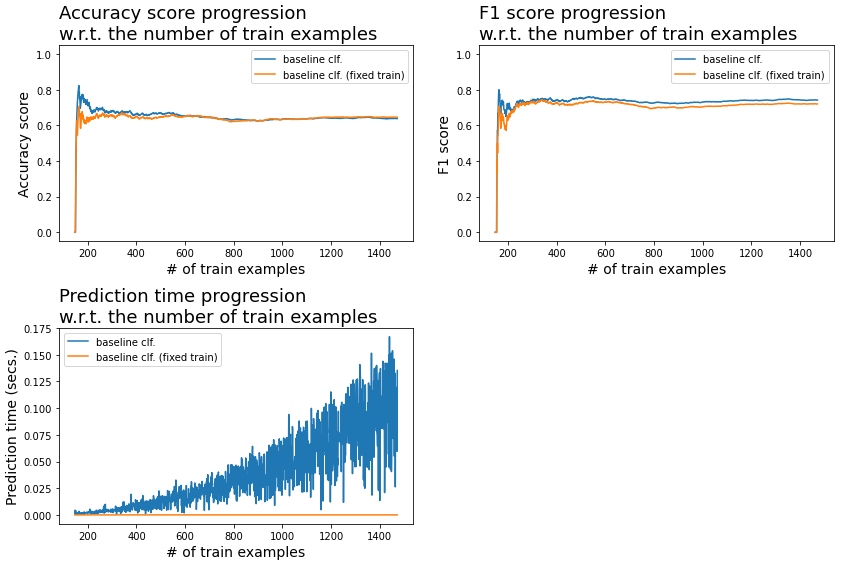 Accuracy score progression
w.r.t. the number of train examples
1.0
0.8
0.6
0.4
0.2
0.0
Accuracy score
baseline clf.
baseline clf. (fixed train)
200 400 600 800 1000 1200 1400
# of train examples
F1 score progression
w.r.t. the number of train examples
1.0
0.8
0.6
0.4
0.2
0.0
F1 score
baseline clf.
baseline clf. (fixed train)
200 400 600 800 1000 1200 1400
# of train examples
Prediction time progression
w.r.t. the number of train examples
0.175
0.150
0.125
0.100
0.075
0.050
0.025
0.000
Prediction time (secs.)
baseline clf.
baseline clf. (fixed train)
200 400 600 800 1000 1200 1400
# of train examples